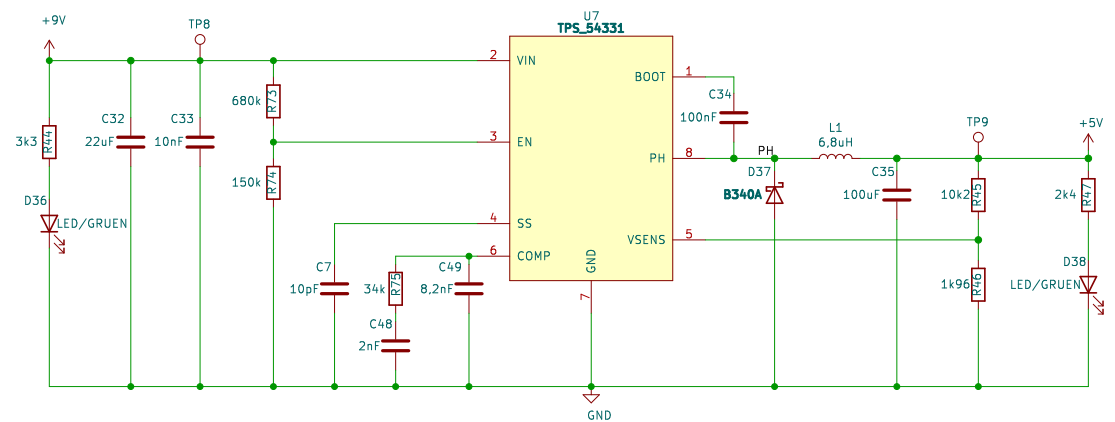 U7
TPS_54331
+9V
TP8
2
VIN
1
BOOT
680k
R73
C34
100nF
C32
22uF
C33
10nF
3k3
R44
3
EN
L1
6,8uH
TP9
+5V
PH
8
PH
150k
R74
D37
B340A
C35
100uF
10k2
R45
2k4
R47
D36
LED/GRUEN
4
SS
VSENS
5
6
COMP
GND
7
C7
10pF
34k
R75
C49
8,2nF
D38
LED/GRUEN
1k96
R46
C48
2nF
GND